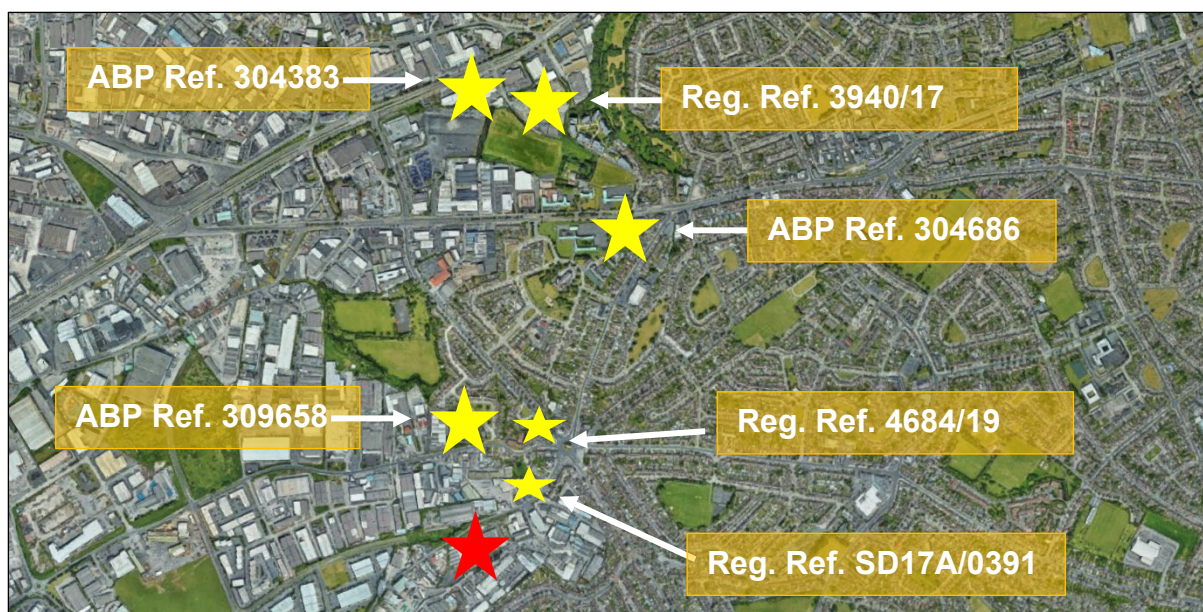 ABP Ref. 304383
Reg. Ref. 3940/17
ABP Ref. 304686
ABP Ref. 309658
Reg. Ref. 4684/19
Reg. Ref. SD17A/0391